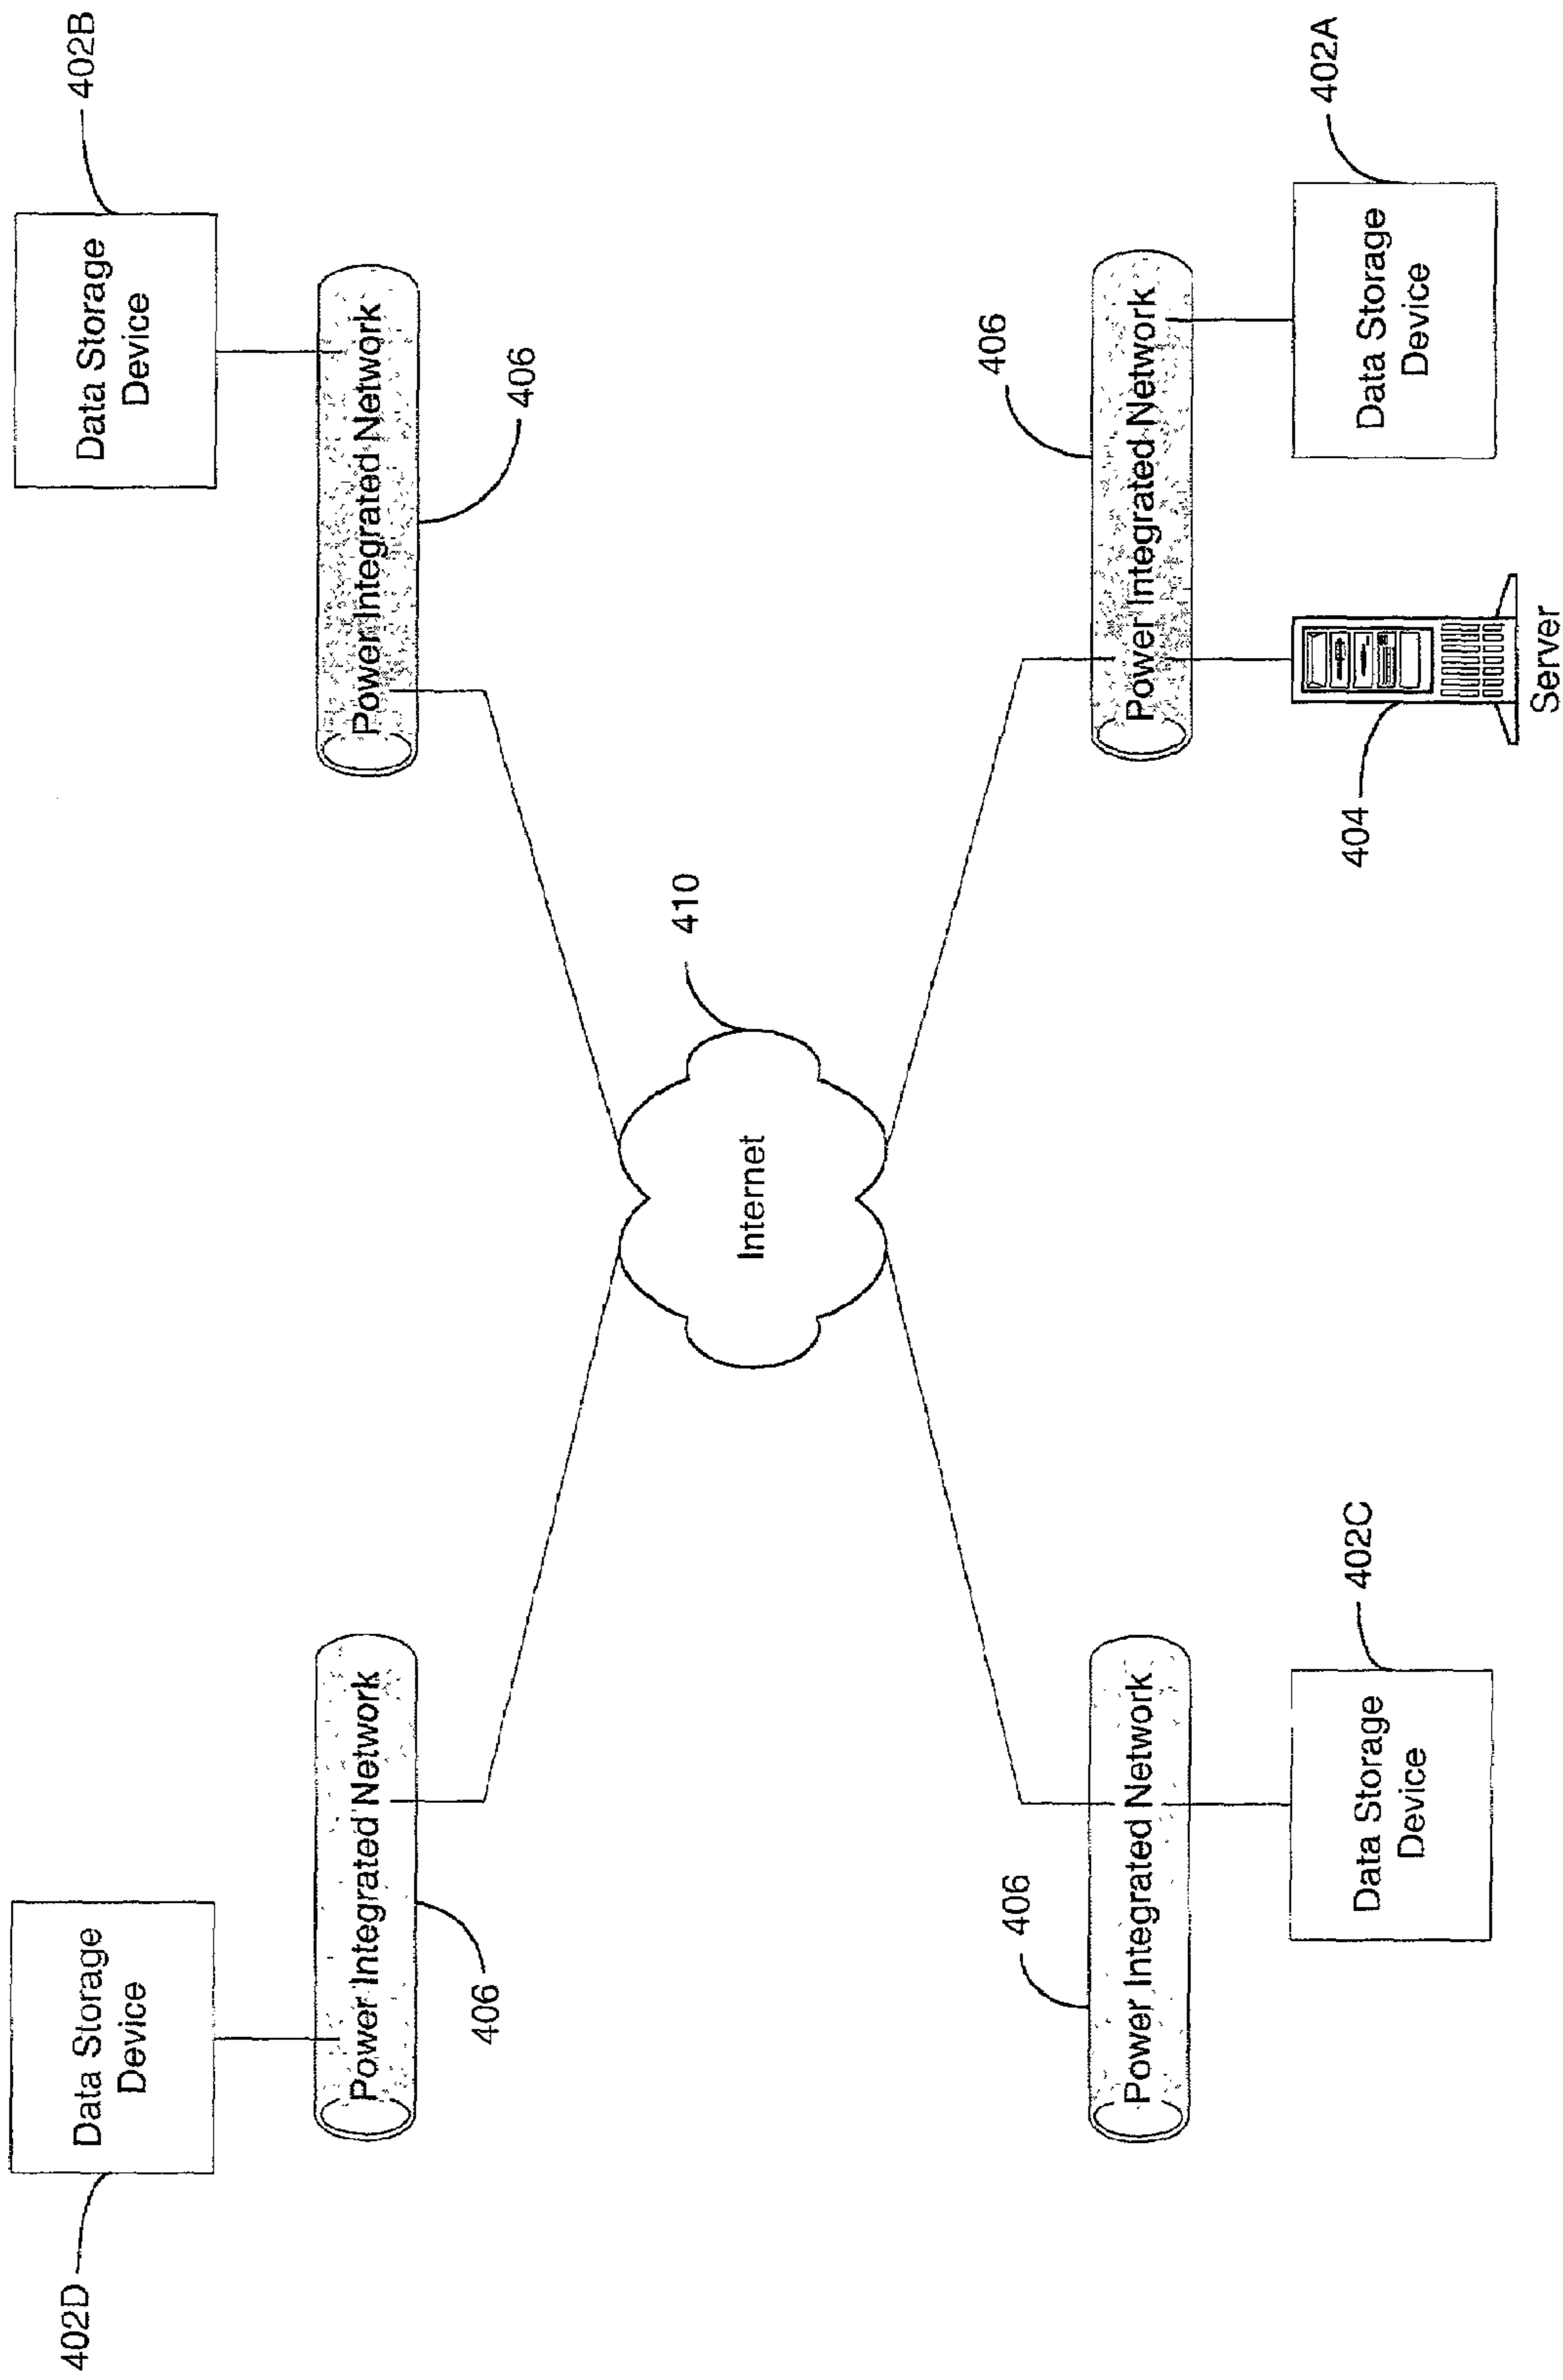 402D
Data Storage
Device
Power Integrated Network
406
402B
Data Storage
Device
Power Integrated Network
406
Internet
410
406
Power Integrated Network
Data Storage
Device
402C
406
Power Integrated Network
404
Server
Data Storage
Device
402A